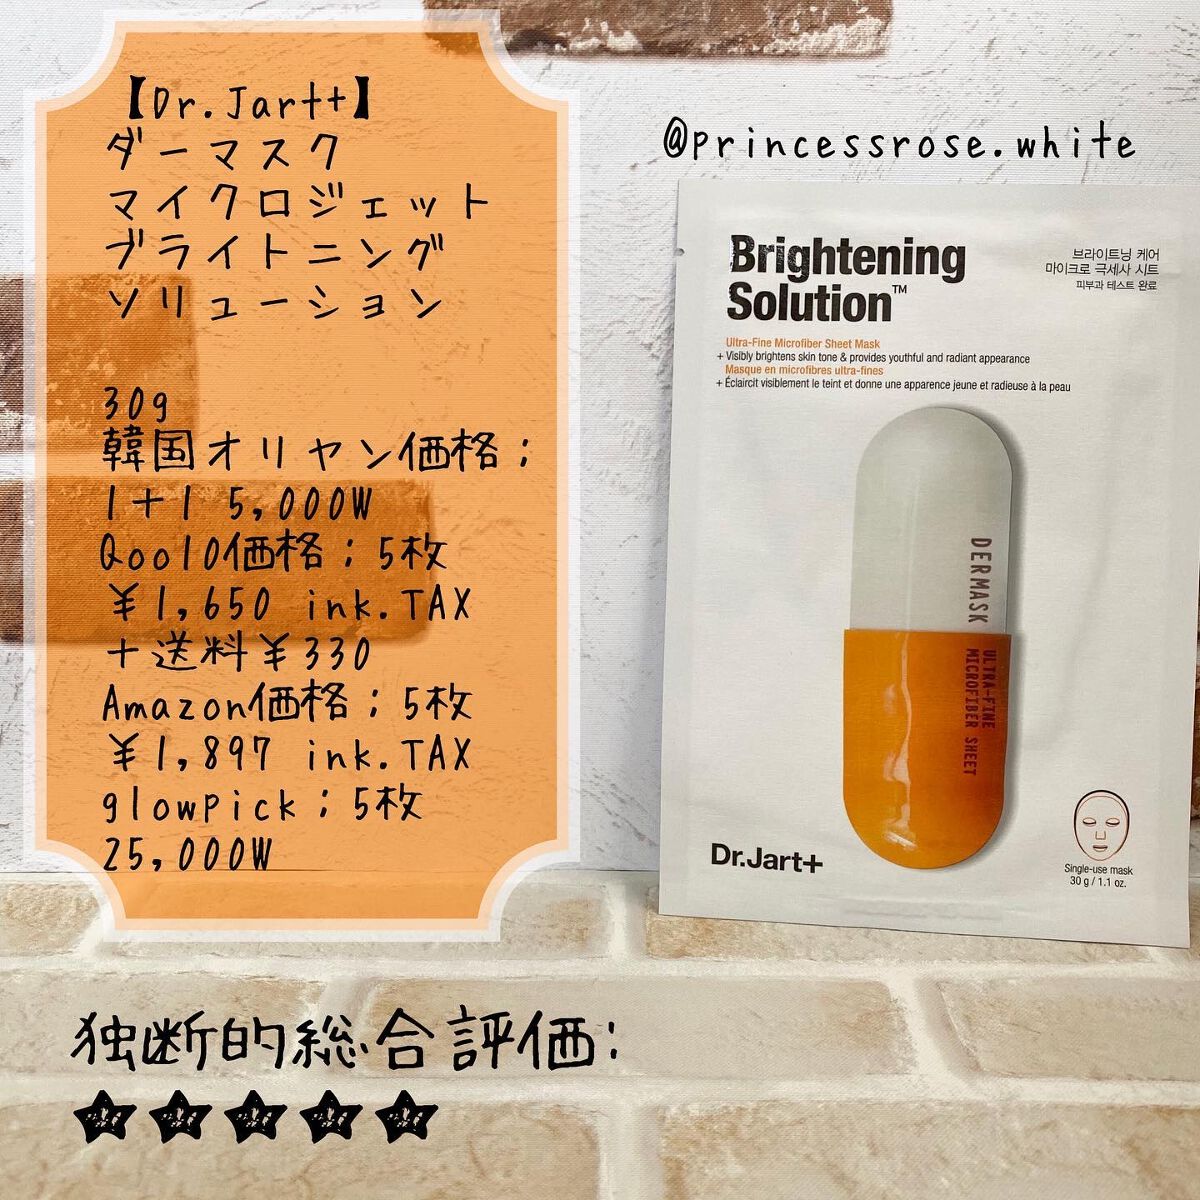 【Dr.Jart+】
ダーマスク
マイクロジェット
ブライトニング
ソリューション
30g
韓国オリヤン価格；
1+1 5,000W
Qoo10価格；5枚
￥1,650 ink.TAX
+送料￥330
Amazon価格；5枚
￥1,897 ink.TAX
glowpick；5枚
25,000W
@princessrose.white
Brightening
Solution™
브라이트닝 케어
마이크로 극세사 시트
피부과 테스트 완료
Ultra-Fine Microfiber Sheet Mask
+ Visibly brightens skin tone & provides youthful and radiant appearance
Masque en microfibres ultra-fines
+ Éclaircit visiblement le teint et donne une apparence jeune et radieuse à la peau
DERMASK
ULTRA-FINE
MICROFIBER SHEET
Dr.Jart+
Single-use mask
30 g / 1.1 oz.
独断的総合評価:
★★★★★